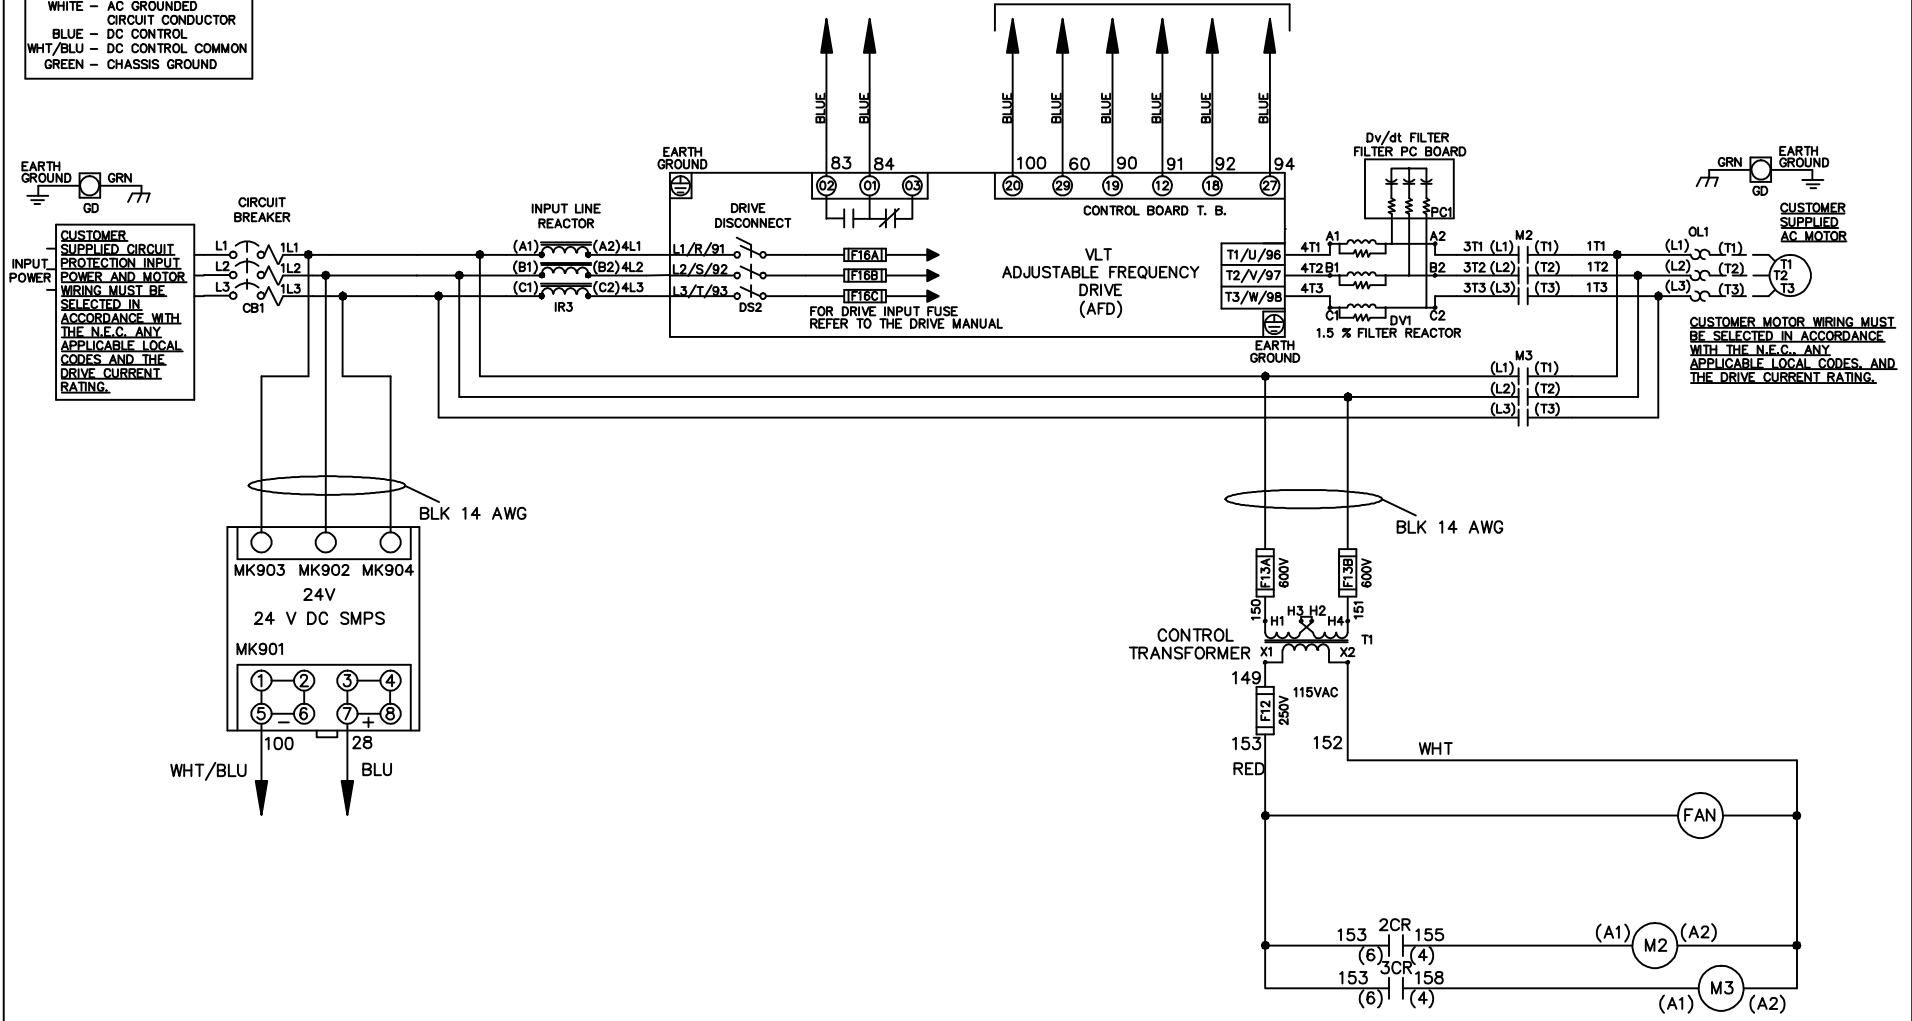 WHITE – AC GROUNDED
CIRCUIT CONDUCTOR
BLUE – DC CONTROL
WHT/BLU – DC CONTROL COMMON
GREEN – CHASSIS GROUND
BLUE
BLUE
BLUE
BLUE
BLUE
BLUE
BLUE
BLUE
83
84
100
60
90
91
92
94
EARTH
GROUND
GRN
GD
CIRCUIT
BREAKER
INPUT
POWER
CUSTOMER
SUPPLIED CIRCUIT
PROTECTION INPUT
POWER AND MOTOR
WIRING MUST BE
SELECTED IN
ACCORDANCE WITH
THE N.E.C. ANY
APPLICABLE LOCAL
CODES AND THE
DRIVE CURRENT
RATING.
L1
1L1
L2
1L2
L3
1L3
CB1
INPUT LINE
REACTOR
(A1)
(A2)
4L1
(B1)
(B2)
4L2
(C1)
(C2)
4L3
IR3
EARTH
GROUND
DRIVE
DISCONNECT
L1/R/91
L2/S/92
L3/T/93
DS2
02
01
03
F16A
F16B
F16C
FOR DRIVE INPUT FUSE
REFER TO THE DRIVE MANUAL
20
29
19
12
18
27
CONTROL BOARD T. B.
VLT
ADJUSTABLE FREQUENCY
DRIVE
(AFD)
T1/U/96
T2/V/97
T3/W/98
EARTH
GROUND
4T1
4T2
4T3
A1
B1
C1
A2
B2
C2
DV1
1.5 % FILTER REACTOR
Dv/dt FILTER
FILTER PC BOARD
PC1
M2
3T1 (L1) (T1) 1T1
3T2 (L2) (T2) 1T2
3T3 (L3) (T3) 1T3
OL1
(L1) (T1)
(L2) (T2)
(L3) (T3)
T1
T2
T3
GRN
GD
EARTH
GROUND
CUSTOMER
SUPPLIED
AC MOTOR
CUSTOMER MOTOR WIRING MUST
BE SELECTED IN ACCORDANCE
WITH THE N.E.C.. ANY
APPLICABLE LOCAL CODES. AND
THE DRIVE CURRENT RATING.
M3
(L1) (T1)
(L2) (T2)
(L3) (T3)
BLK 14 AWG
MK903 MK902 MK904
24V
24 V DC SMPS
MK901
1 2 3 4
5 – 6 7 + 8
100
28
WHT/BLU
BLU
BLK 14 AWG
F13A
600V
F13B
600V
150
151
H1
H3 H2
H4
T1
CONTROL
TRANSFORMER
X1
X2
149
115VAC
F12
250V
153
152
WHT
RED
FAN
2CR
153 155
(6) (4)
(A1) M2 (A2)
3CR
153 158
(6) (4)
(A1) M3 (A2)